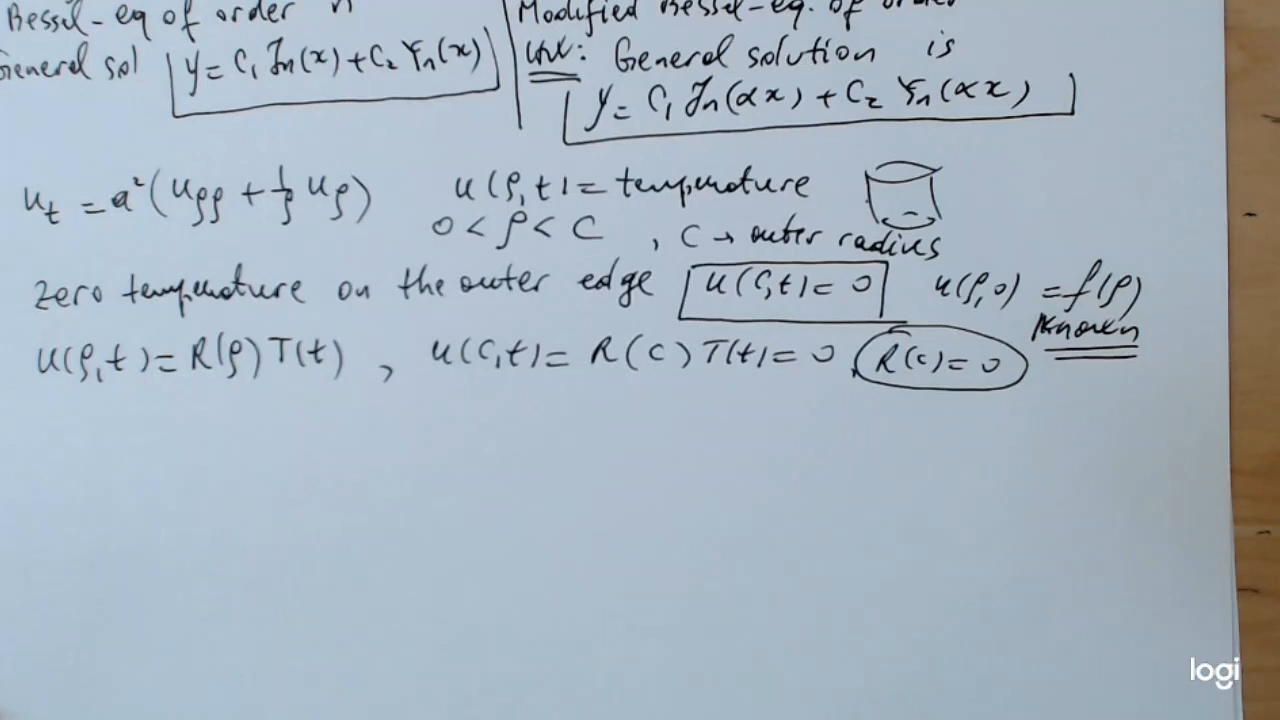 Bessel-eq of order n
General sol y = C₁ Jn(x) + C₂ Yn(x)
Modified Bessel-eq. of order
General solution is
y = C₁ Jn(αx) + C₂ Yn(αx)
u_t = a²(u_ρρ + 1/ρ u_ρ) u(ρ,t) = temperature
0 < ρ < C , C → outer radius
zero temperature on the outer edge u(C,t) = 0 u(ρ,0) = f(ρ)
known
u(ρ,t) = R(ρ)T(t) , u(C,t) = R(C)T(t) = 0 R(C) = 0
logi